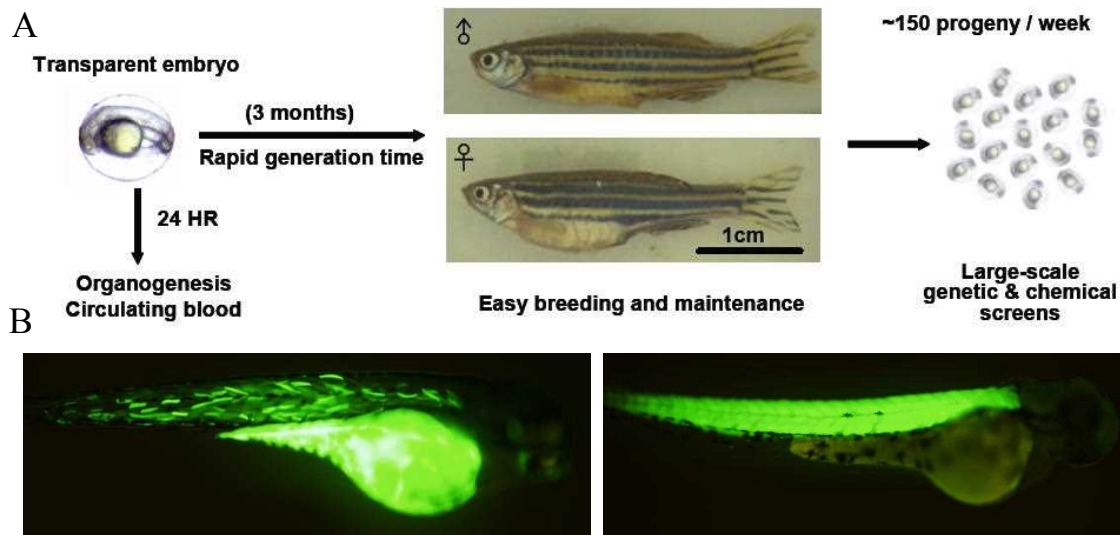 A
Transparent embryo
(3 months)
Rapid generation time
24 HR
Organogenesis
Circulating blood
♂
♀
1cm
Easy breeding and maintenance
~150 progeny / week
Large-scale
genetic & chemical
screens
B